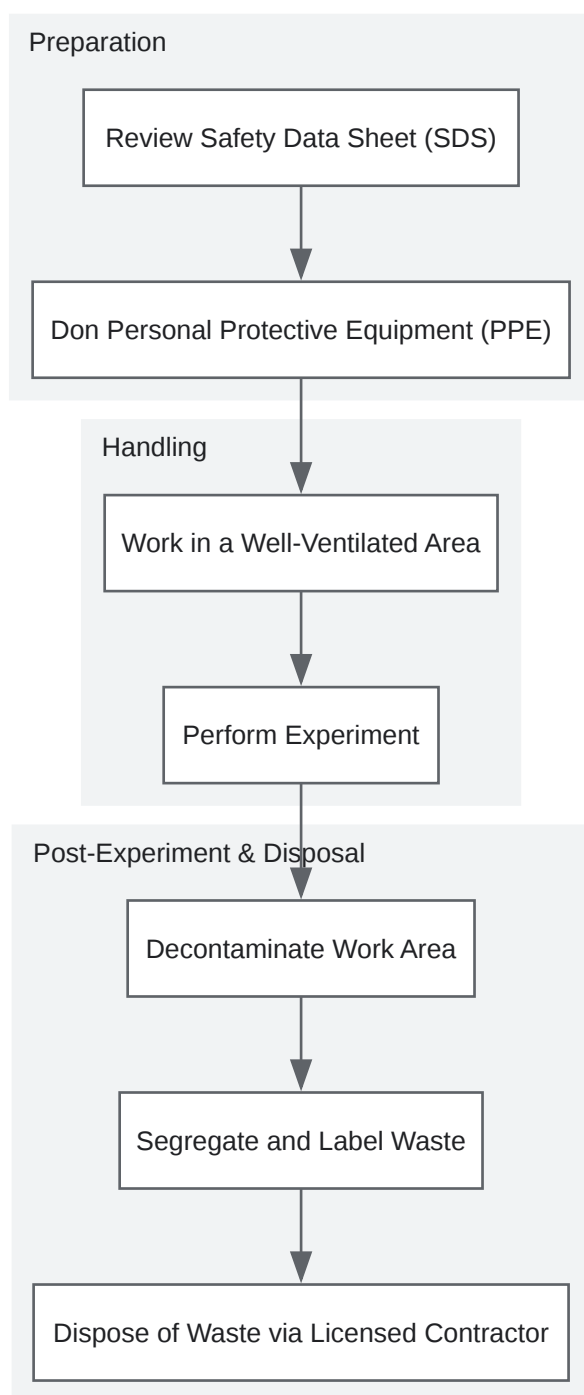 Preparation
Review Safety Data Sheet (SDS)
Don Personal Protective Equipment (PPE)
Handling
Work in a Well-Ventilated Area
Perform Experiment
Post-Experiment & Disposal
Decontaminate Work Area
Segregate and Label Waste
Dispose of Waste via Licensed Contractor